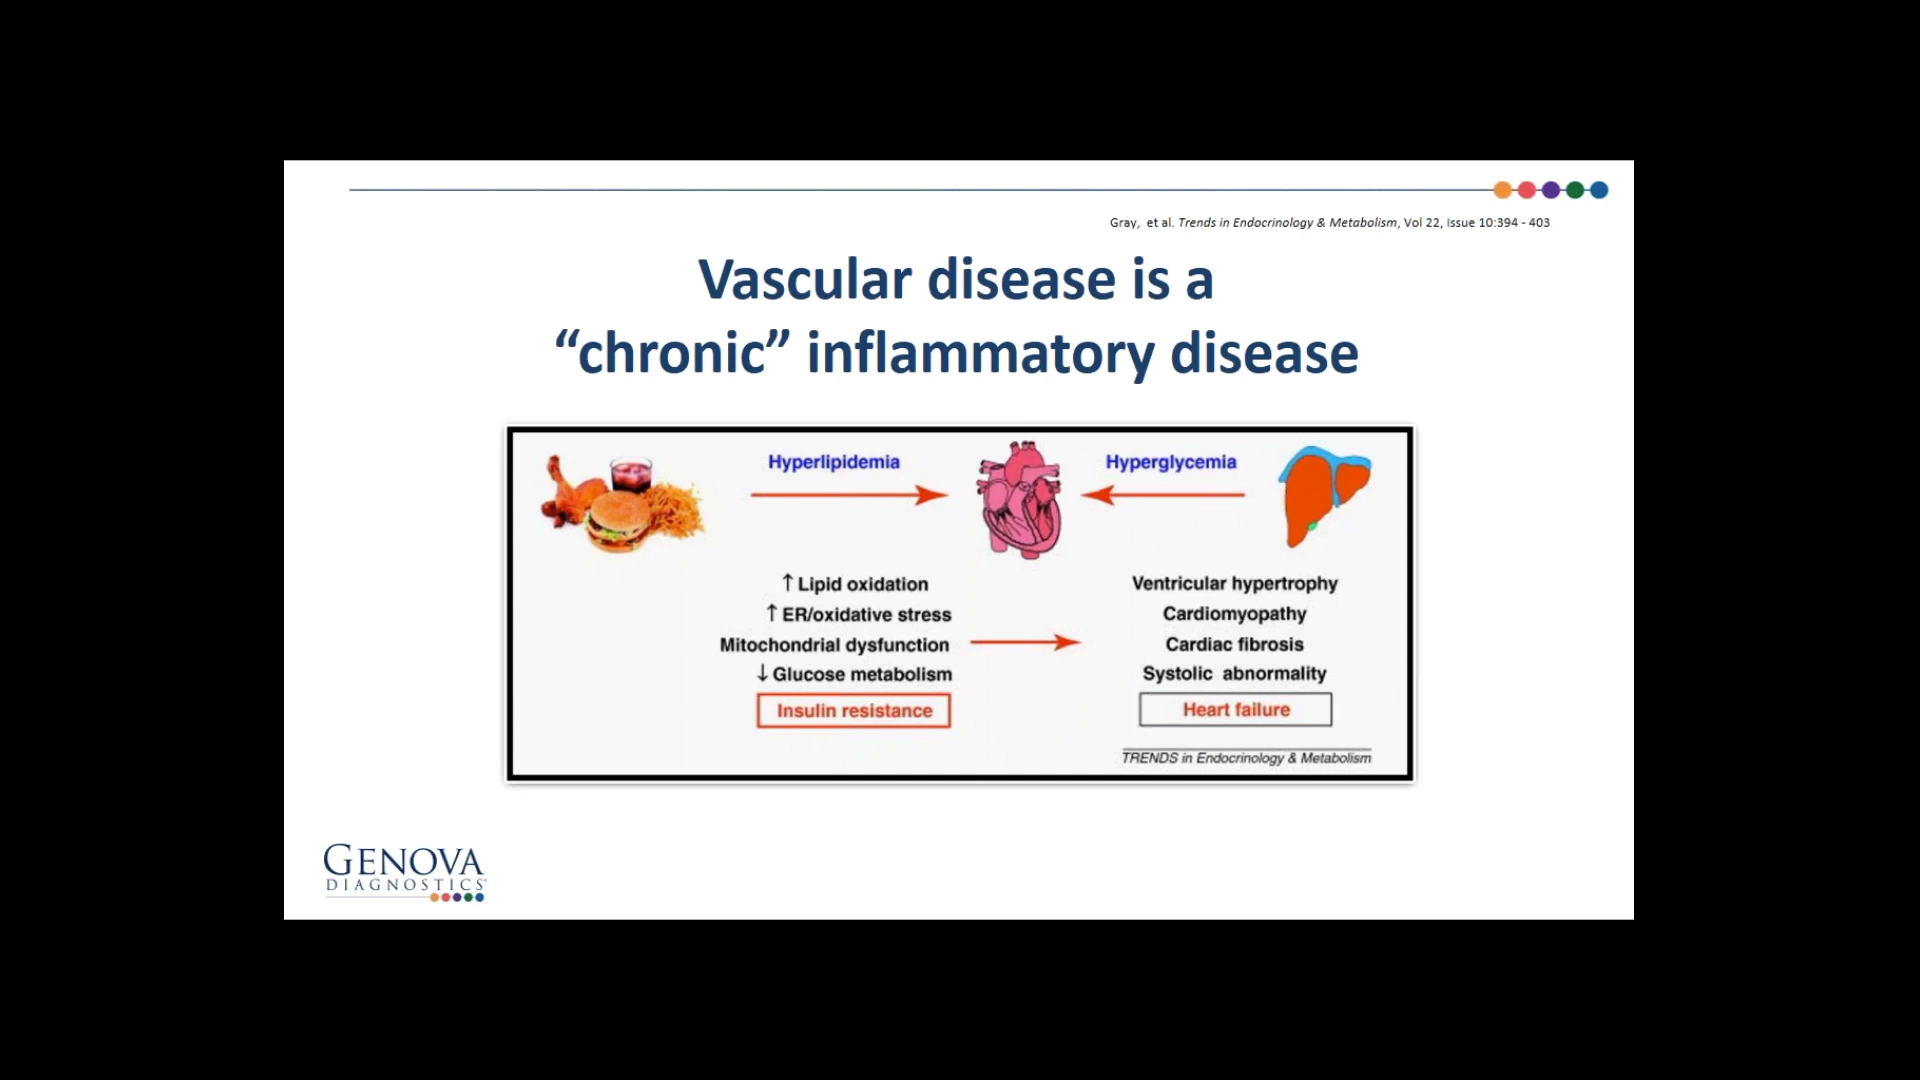 Gray, et al. Trends in Endocrinology & Metabolism, Vol 22, Issue 10:394 - 403
Vascular disease is a
“chronic” inflammatory disease
Hyperlipidemia
Hyperglycemia
↑ Lipid oxidation
↑ ER/oxidative stress
Mitochondrial dysfunction
↓ Glucose metabolism
Insulin resistance
Ventricular hypertrophy
Cardiomyopathy
Cardiac fibrosis
Systolic abnormality
Heart failure
TRENDS in Endocrinology & Metabolism
GENOVA
DIAGNOSTICS